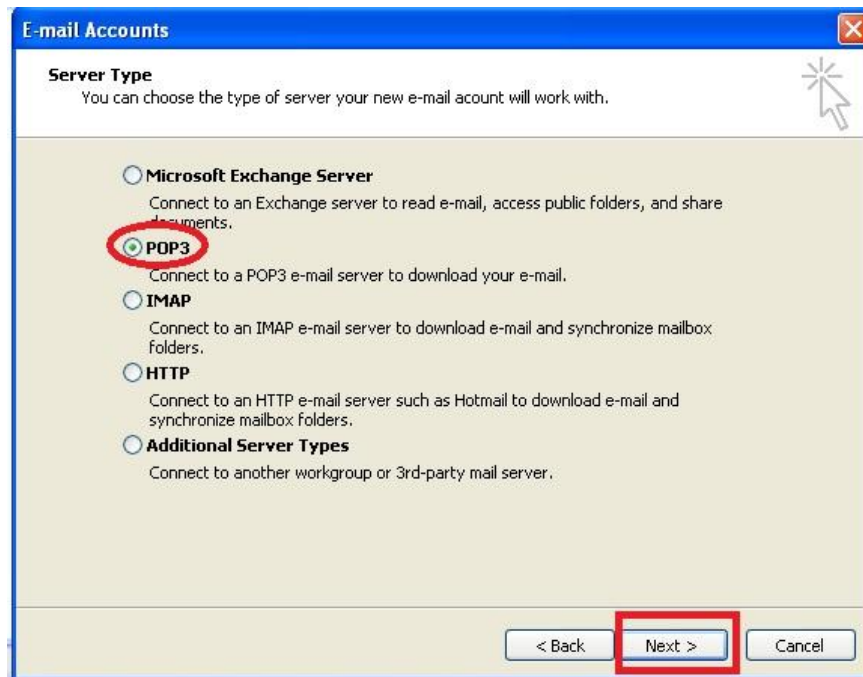 E-mail Accounts
Server Type
You can choose the type of server your new e-mail acount will work with.
Microsoft Exchange Server
Connect to an Exchange server to read e-mail, access public folders, and share
documents.
POP3
Connect to a POP3 e-mail server to download your e-mail.
IMAP
Connect to an IMAP e-mail server to download e-mail and synchronize mailbox
folders.
HTTP
Connect to an HTTP e-mail server such as Hotmail to download e-mail and
synchronize mailbox folders.
Additional Server Types
Connect to another workgroup or 3rd-party mail server.
< Back Next > Cancel